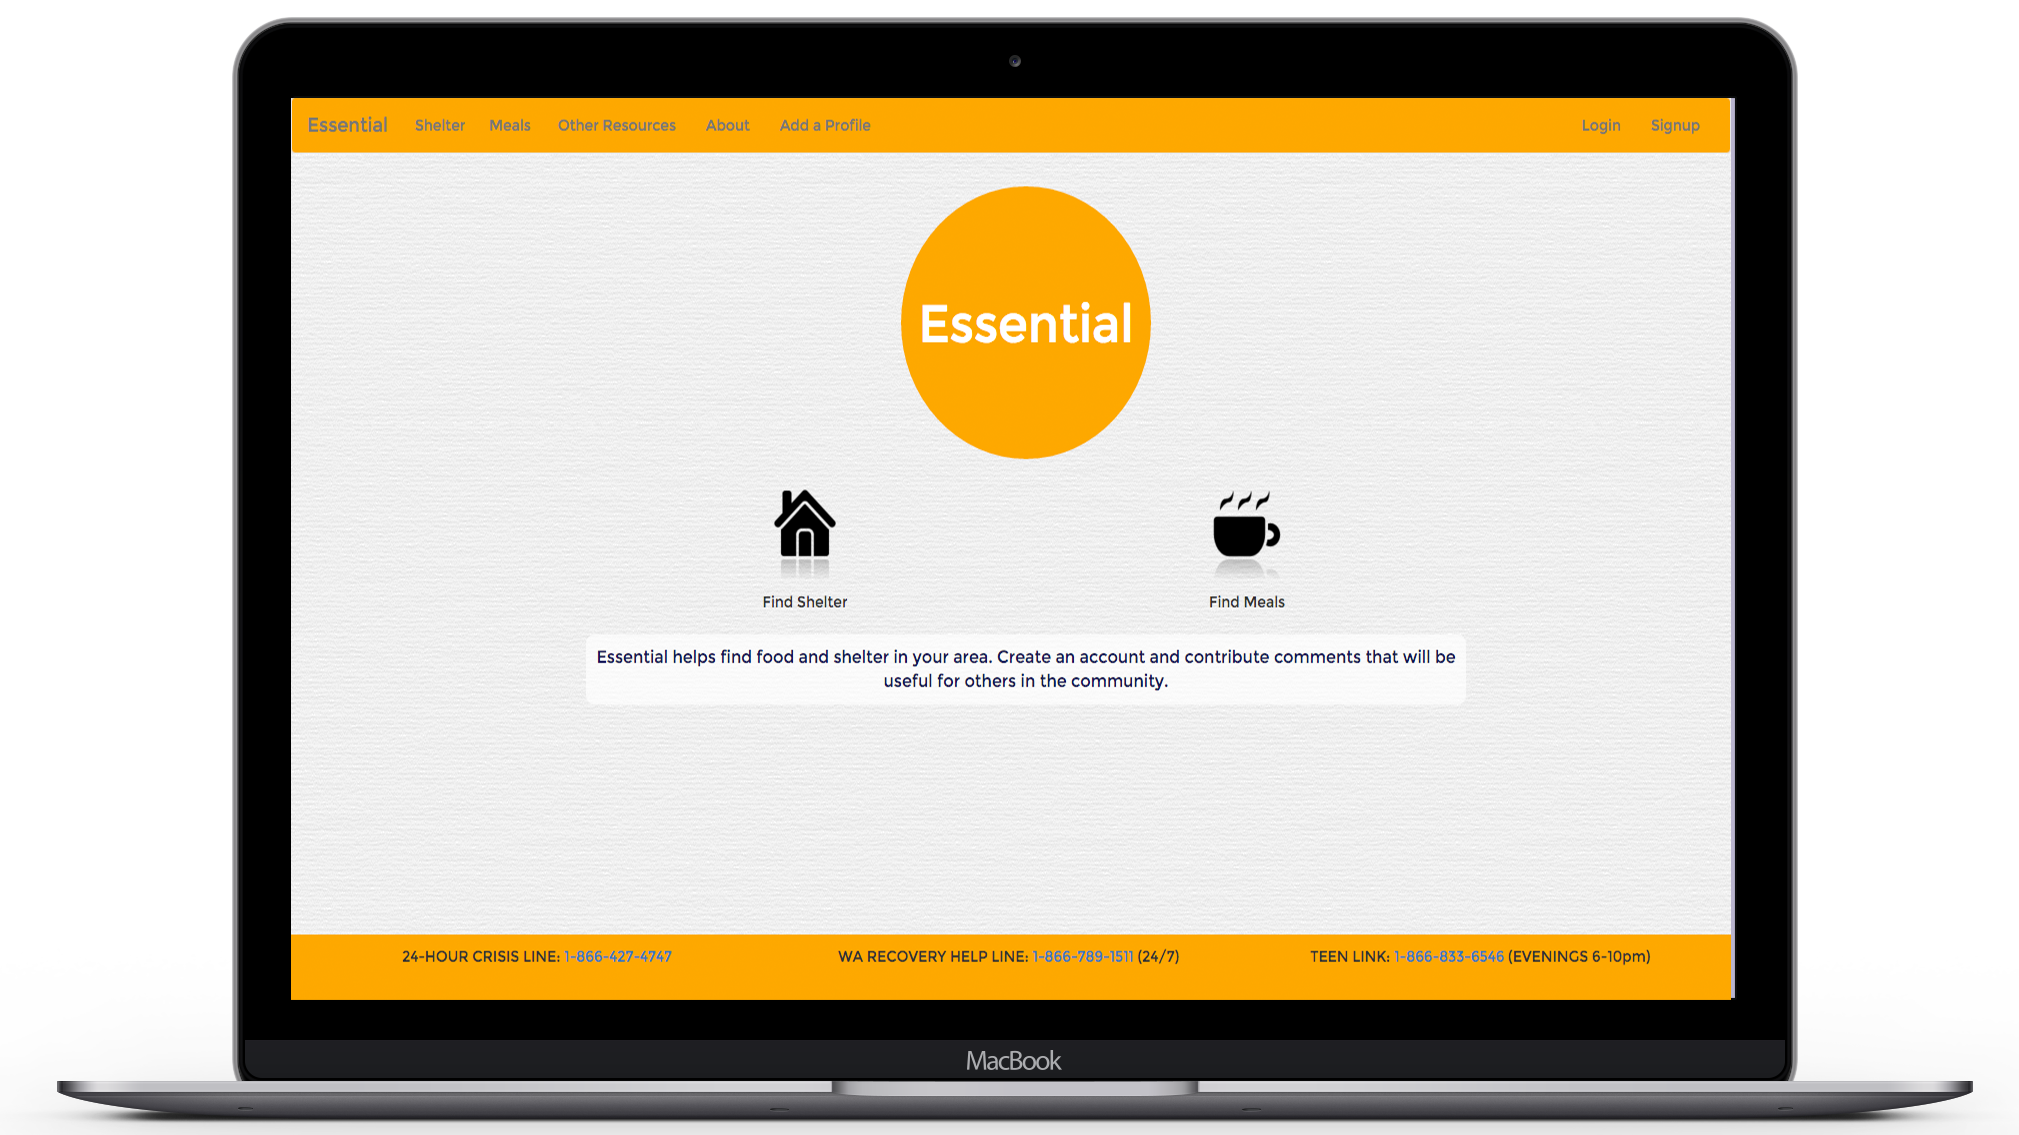 Essential Shelter Meals Other Resources About Add a Profile Login Signup
Essential
Find Shelter Find Meals
Essential helps find food and shelter in your area. Create an account and contribute comments that will be
useful for others in the community.
24-HOUR CRISIS LINE: 1-866-427-4747 WA RECOVERY HELP LINE: 1-866-789-1511 (24/7) TEEN LINK: 1-866-833-6546 (EVENINGS 6-10pm)
MacBook